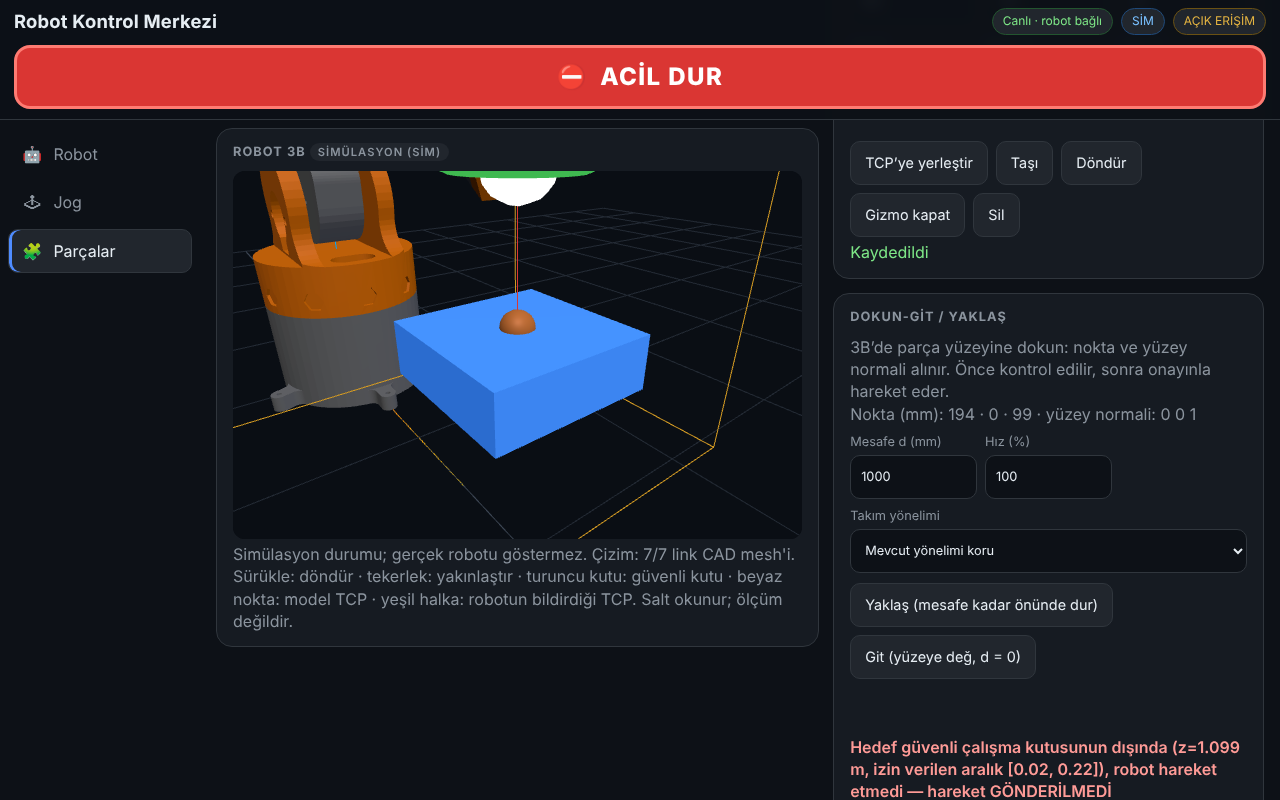 Robot Kontrol Merkezi
Canlı · robot bağlı
SİM
AÇIK ERİŞİM
ACİL DUR
Robot
Jog
Parçalar
ROBOT 3B
SİMÜLASYON (SİM)
Simülasyon durumu; gerçek robotu göstermez. Çizim: 7/7 link CAD mesh'i.
Sürükle: döndür · tekerlek: yakınlaştır · turuncu kutu: güvenli kutu · beyaz
nokta: model TCP · yeşil halka: robotun bildirdiği TCP. Salt okunur; ölçüm
değildir.
TCP’ye yerleştir
Taşı
Döndür
Gizmo kapat
Sil
Kaydedildi
DOKUN-GİT / YAKLAŞ
3B’de parça yüzeyine dokun: nokta ve yüzey
normali alınır. Önce kontrol edilir, sonra onayınla
hareket eder.
Nokta (mm): 194 · 0 · 99 · yüzey normali: 0 0 1
Mesafe d (mm)
Hız (%)
1000
100
Takım yönelimi
Mevcut yönelimi koru
Yaklaş (mesafe kadar önünde dur)
Git (yüzeye değ, d = 0)
Hedef güvenli çalışma kutusunun dışında (z=1.099
m, izin verilen aralık [0.02, 0.22]), robot hareket
etmedi — hareket GÖNDERİLMEDİ